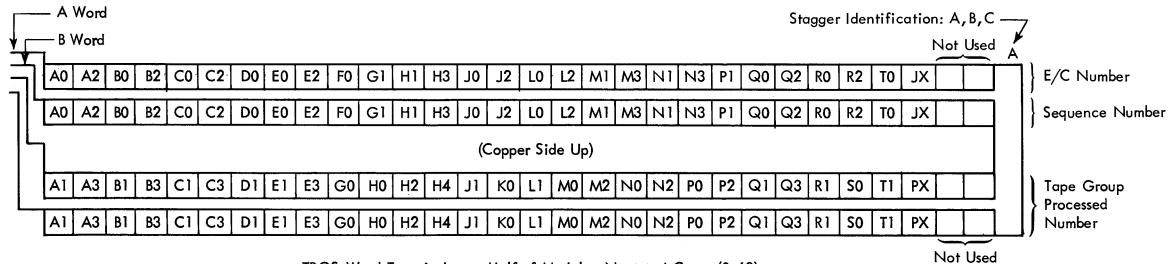 A Word
B Word
Stagger Identification: A, B, C
Not Used
A
A0 A2 B0 B2 C0 C2 D0 E0 E2 F0 G1 H1 H3 J0 J2 L0 L2 M1 M3 N1 N3 P1 Q0 Q2 R0 R2 T0 JX
E/C Number
A0 A2 B0 B2 C0 C2 D0 E0 E2 F0 G1 H1 H3 J0 J2 L0 L2 M1 M3 N1 N3 P1 Q0 Q2 R0 R2 T0 JX
Sequence Number
(Copper Side Up)
A1 A3 B1 B3 C1 C3 D1 E1 E3 G0 H0 H2 H4 J1 K0 L1 M0 M2 N0 N2 P0 P2 Q1 Q3 R1 S0 T1 PX
Tape Group
Processed
Number
A1 A3 B1 B3 C1 C3 D1 E1 E3 G0 H0 H2 H4 J1 K0 L1 M0 M2 N0 N2 P0 P2 Q1 Q3 R1 S0 T1 PX
Not Used